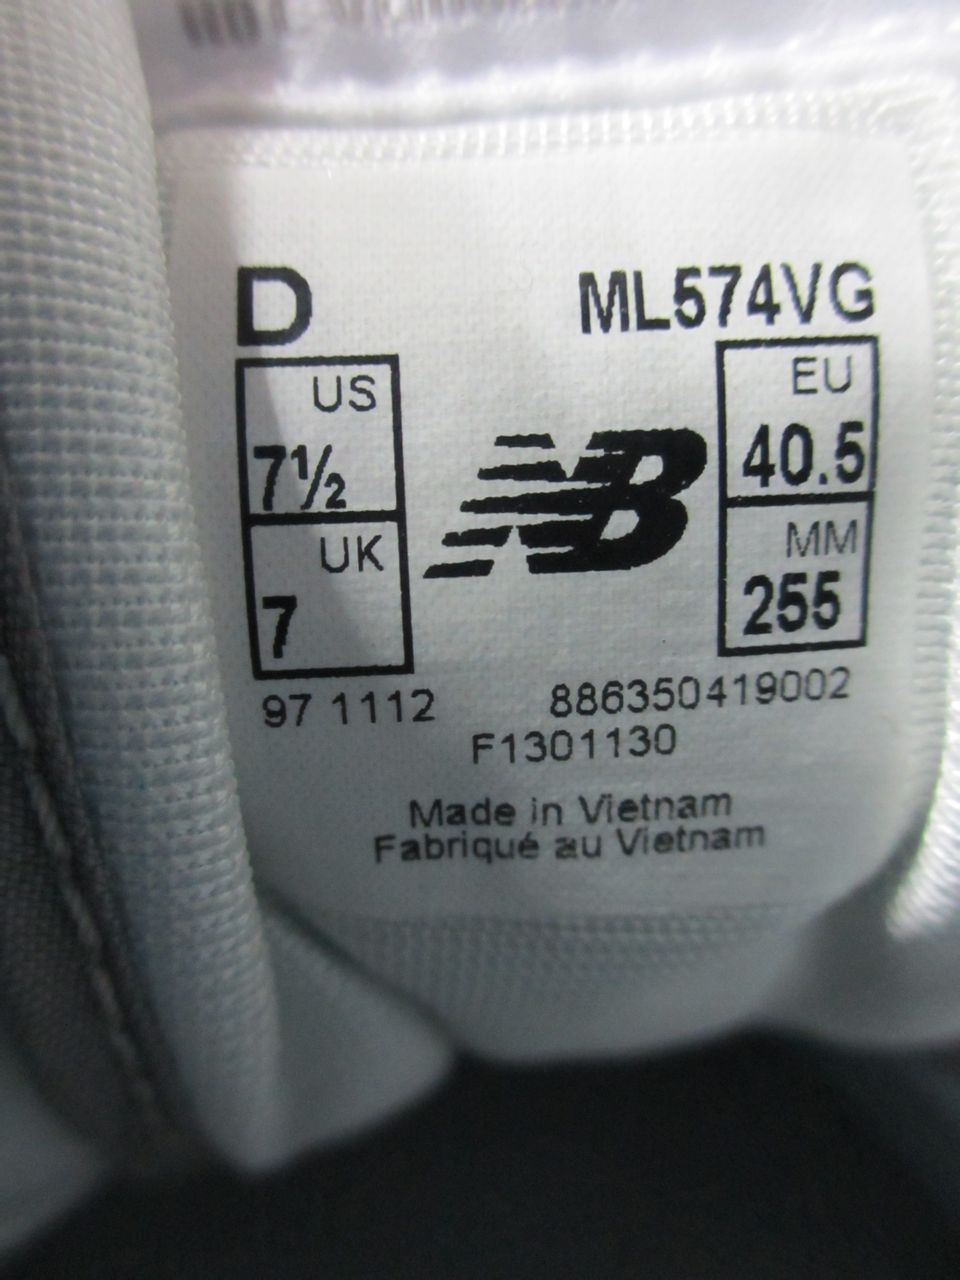 D ML574VG
US EU
7½ 40.5
UK MM
7 255
NB
97 1112 886350419002
F1301130
Made in Vietnam
Fabriqué au Vietnam